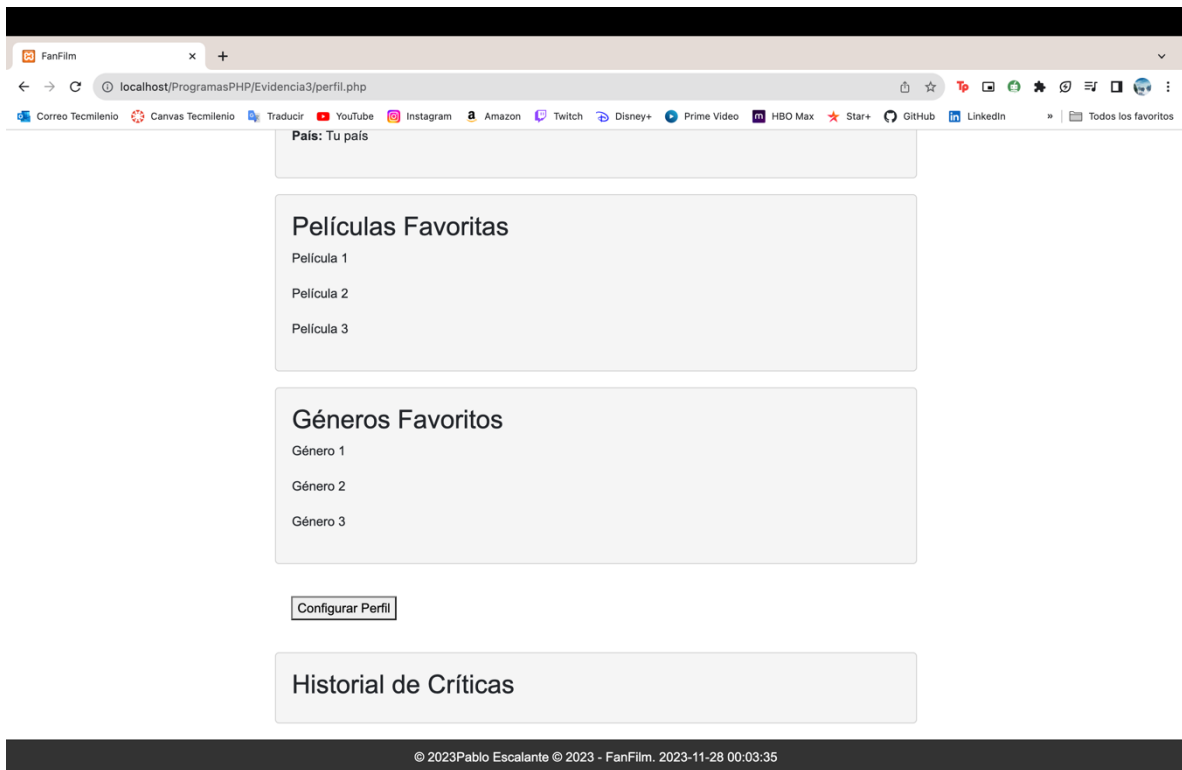 FanFilm
localhost/ProgramasPHP/Evidencia3/perfil.php
Tp
Correo Tecmilenio Canvas Tecmilenio Traducir YouTube Instagram Amazon Twitch Disney+ Prime Video HBO Max Star+ GitHub LinkedIn » Todos los favoritos
País: Tu país
Películas Favoritas
Película 1
Película 2
Película 3
Géneros Favoritos
Género 1
Género 2
Género 3
Configurar Perfil
Historial de Críticas
© 2023Pablo Escalante © 2023 - FanFilm. 2023-11-28 00:03:35